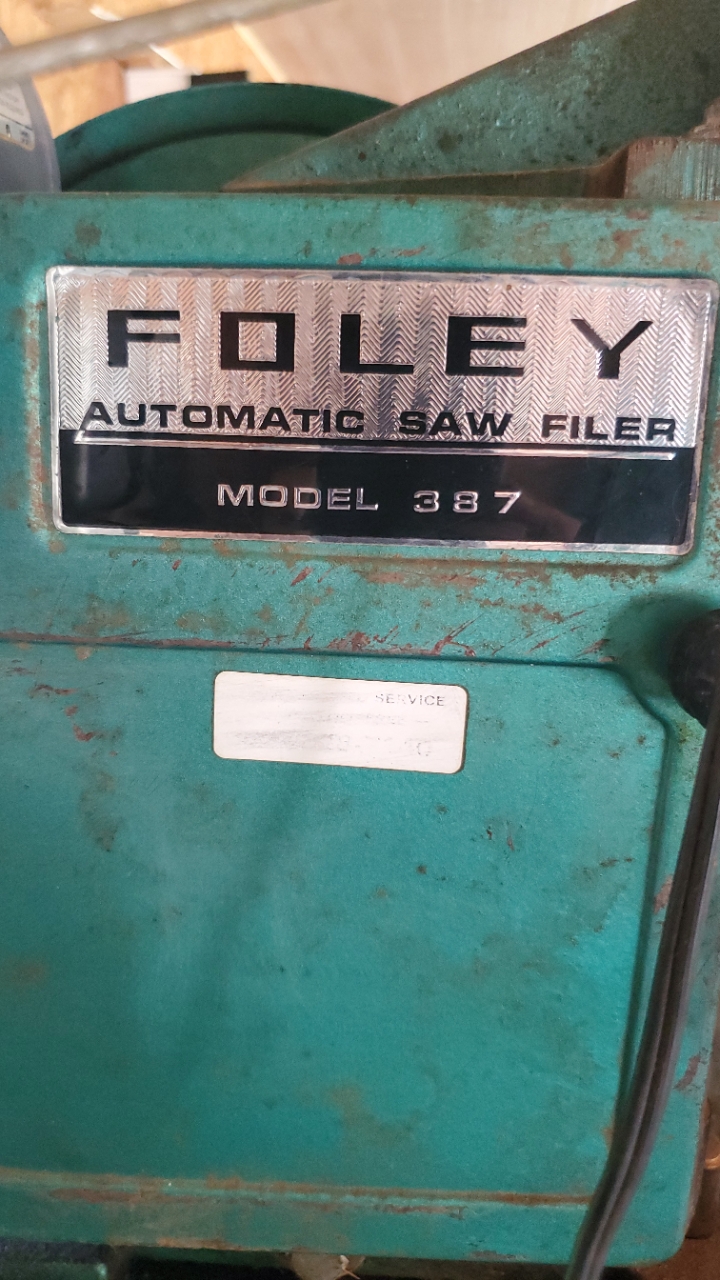 FOLEY
AUTOMATIC SAW FILER
MODEL 387
SERVICE